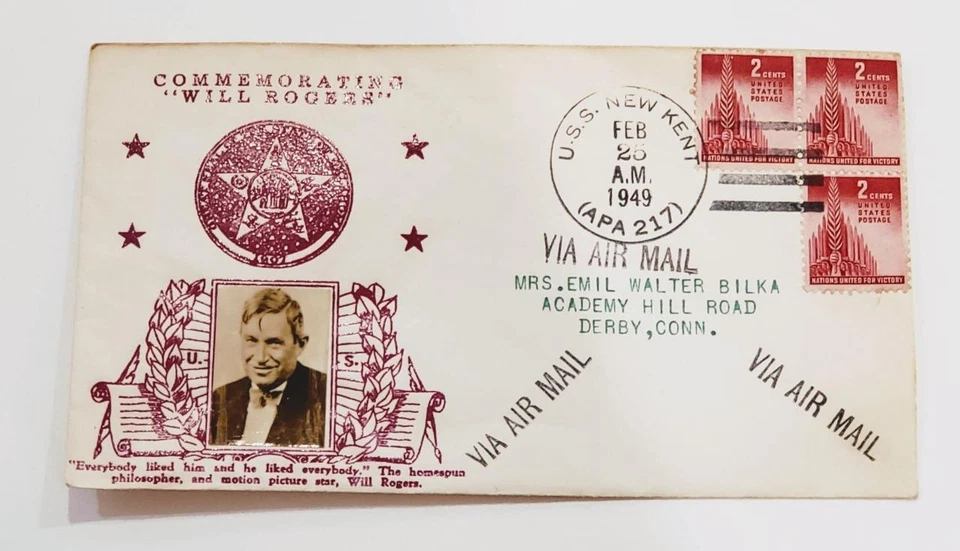 COMMEMORATING
"WILL ROGERS"
1907
U. S.
"Everybody liked him and he liked everybody." The homespun
philosopher, and motion picture star, Will Rogers.
U.S.S. NEW KENT
FEB
25
A.M.
1949
(APA 217)
2 CENTS
UNITED
STATES
POSTAGE
NATIONS UNITED FOR VICTORY
2 CENTS
UNITED
STATES
POSTAGE
NATIONS UNITED FOR VICTORY
2 CENTS
UNITED
STATES
POSTAGE
NATIONS UNITED FOR VICTORY
VIA AIR MAIL
MRS.EMIL WALTER BILKA
ACADEMY HILL ROAD
DERBY,CONN.
VIA AIR MAIL
VIA AIR MAIL